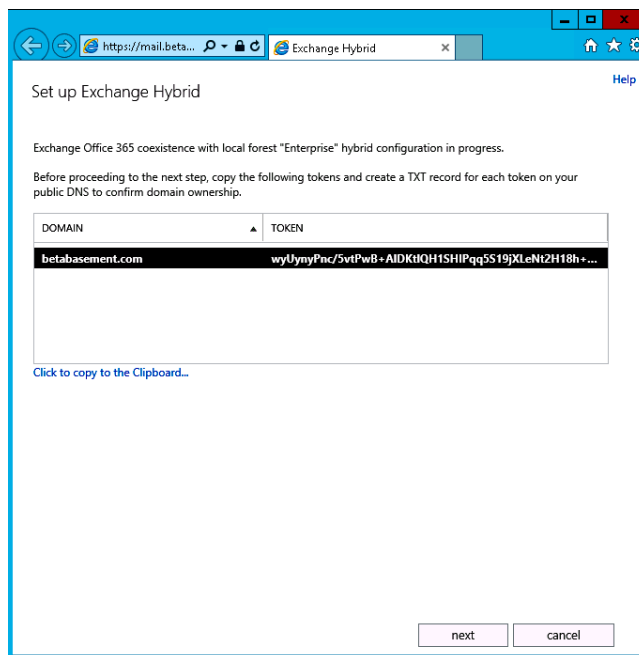 https://mail.beta...
Exchange Hybrid
Help
Set up Exchange Hybrid
Exchange Office 365 coexistence with local forest "Enterprise" hybrid configuration in progress.
Before proceeding to the next step, copy the following tokens and create a TXT record for each token on your
public DNS to confirm domain ownership.
DOMAIN TOKEN
betabasement.com wyUynyPnc/5vtPwB+AIDKtIQH1SHIPqq5S19jXLeNt2H18h+...
Click to copy to the Clipboard...
next cancel